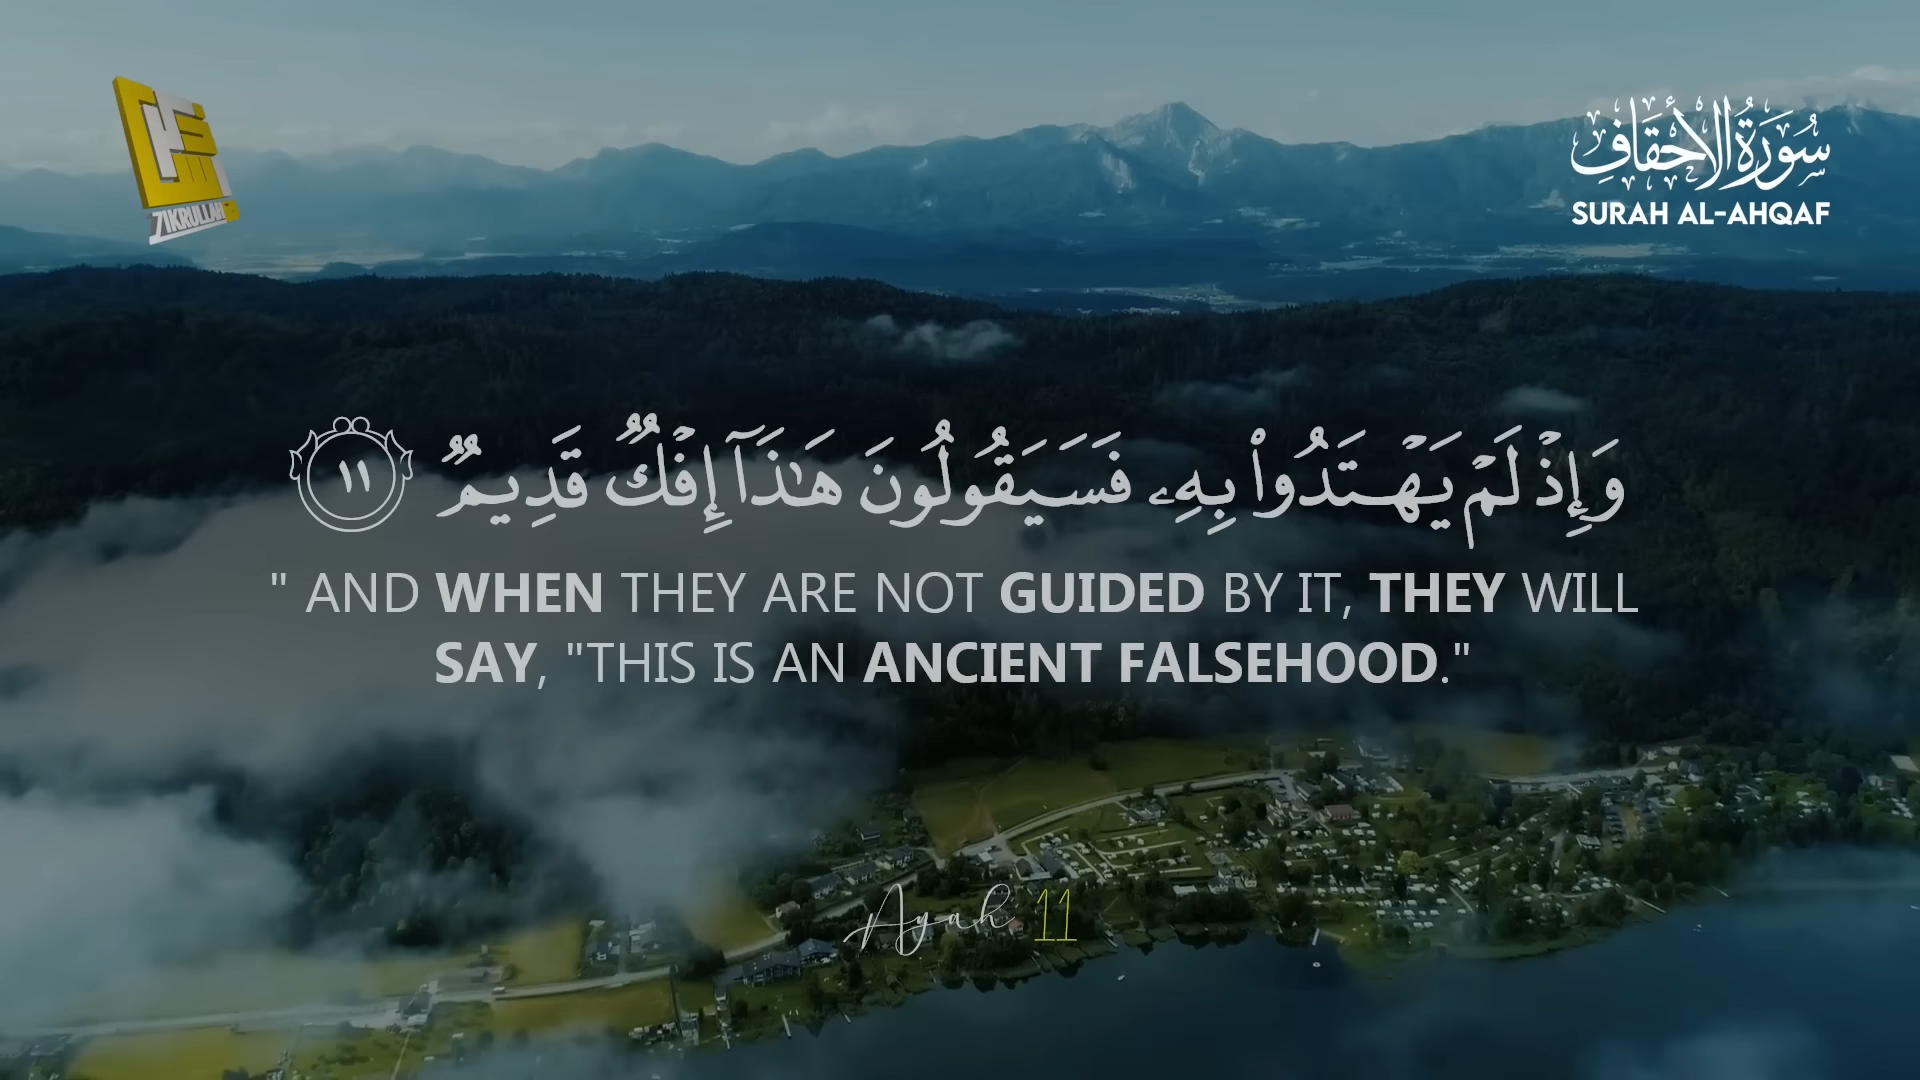 ZIKRULLAH
سُورَةُ الأَحْقَافِ
SURAH AL-AHQAF
وَإِذْ لَمْ يَهْتَدُوا۟ بِهِۦ فَسَيَقُولُونَ هَـٰذَآ إِفْكٌ قَدِيمٌ ١١
" AND WHEN THEY ARE NOT GUIDED BY IT, THEY WILL
SAY, "THIS IS AN ANCIENT FALSEHOOD."
Ayah 11